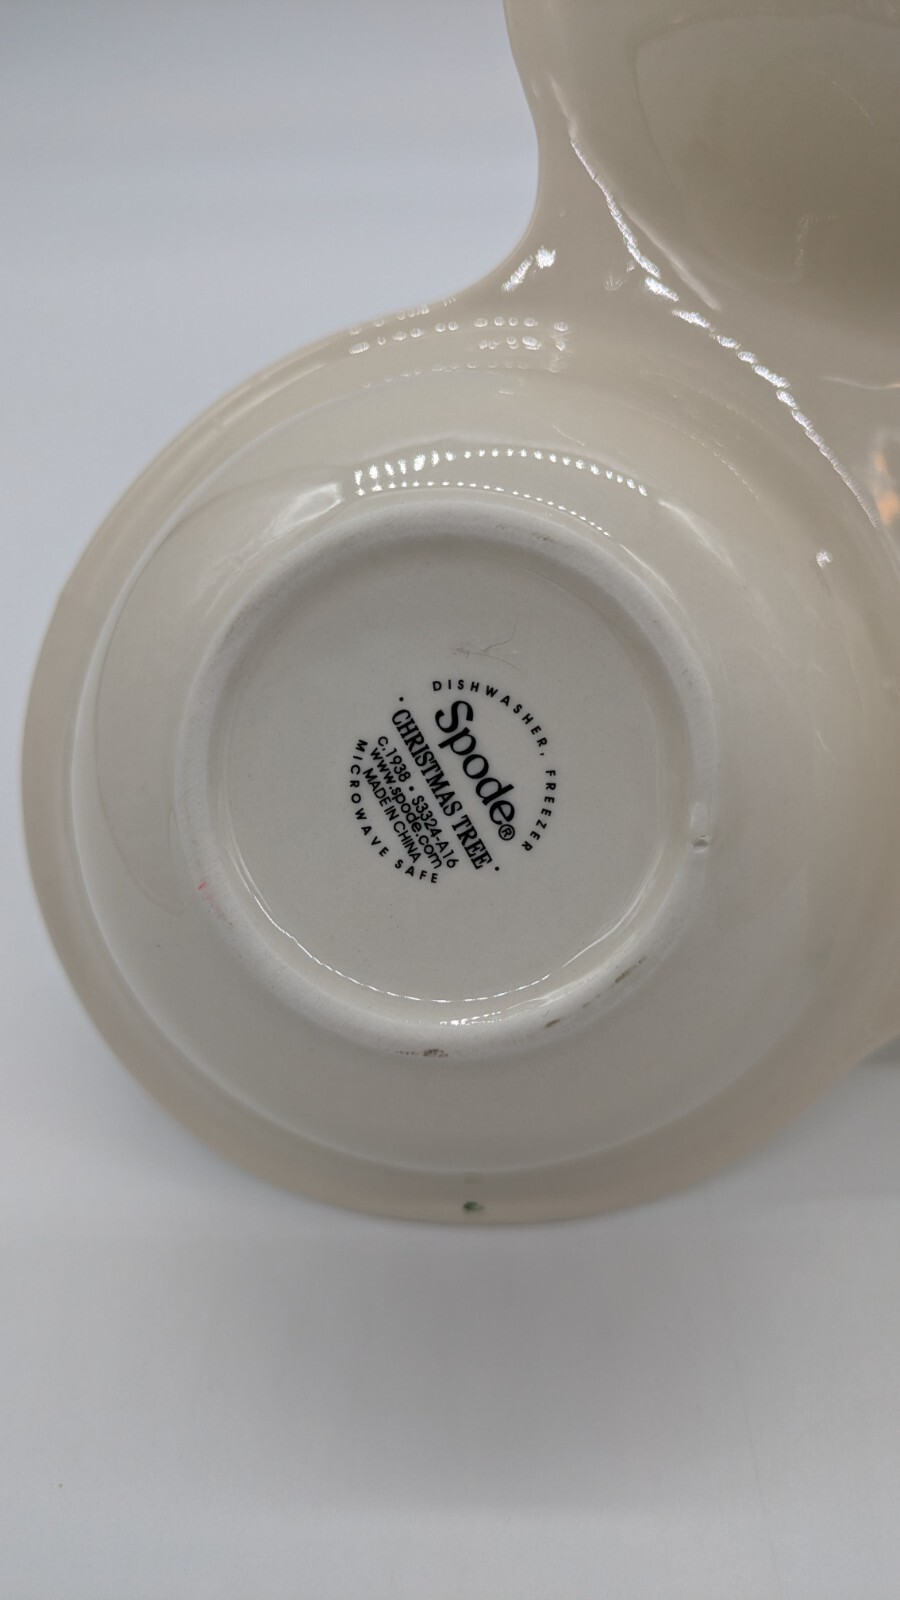 DISHWASHER, FREEZER
Spode®
· CHRISTMAS TREE ·
c.1938 · S3324-A16
www.spode.com
MADE IN CHINA
MICROWAVE SAFE